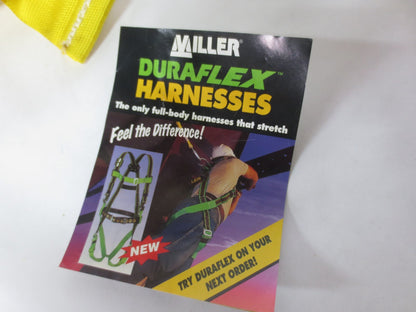 MILLER®
DURAFLEX™
HARNESSES
The only full-body harnesses that stretch
Feel the Difference!
NEW
TRY DURAFLEX ON YOUR
NEXT ORDER!